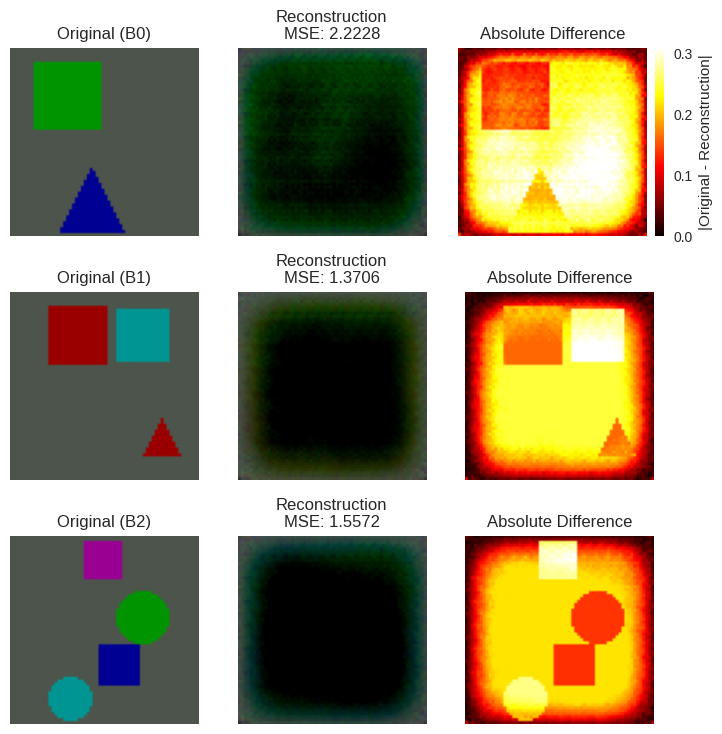 Original (B0)
Reconstruction
MSE: 2.2228
Absolute Difference
0.3
0.2
0.1
0.0
|Original - Reconstruction|
Original (B1)
Reconstruction
MSE: 1.3706
Absolute Difference
Original (B2)
Reconstruction
MSE: 1.5572
Absolute Difference